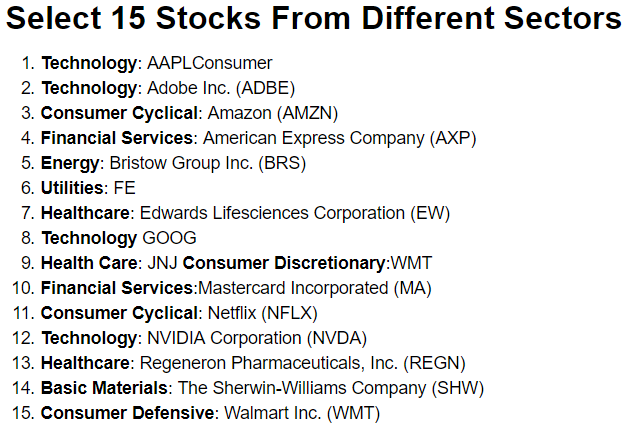 Select 15 Stocks From Different Sectors
1. Technology: AAPLConsumer
2. Technology: Adobe Inc. (ADBE)
3. Consumer Cyclical: Amazon (AMZN)
4. Financial Services: American Express Company (AXP)
5. Energy: Bristow Group Inc. (BRS)
6. Utilities: FE
7. Healthcare: Edwards Lifesciences Corporation (EW)
8. Technology GOOG
9. Health Care: JNJ Consumer Discretionary:WMT
10. Financial Services:Mastercard Incorporated (MA)
11. Consumer Cyclical: Netflix (NFLX)
12. Technology: NVIDIA Corporation (NVDA)
13. Healthcare: Regeneron Pharmaceuticals, Inc. (REGN)
14. Basic Materials: The Sherwin-Williams Company (SHW)
15. Consumer Defensive: Walmart Inc. (WMT)